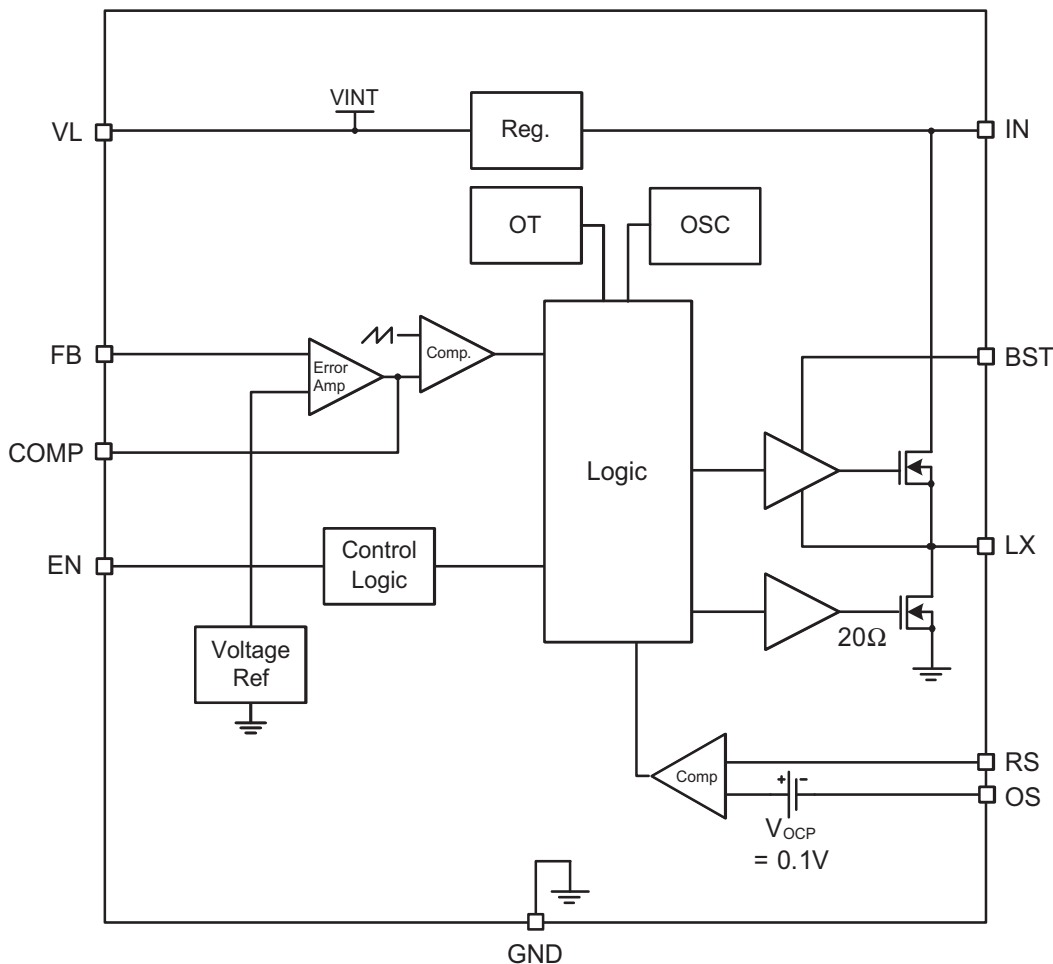 VINT
VL
Reg.
IN
OT
OSC
FB
Error
Amp
Comp.
BST
COMP
Logic
EN
Control
Logic
LX
20Ω
Voltage
Ref
Comp
+ -
RS
OS
VOCP
= 0.1V
GND